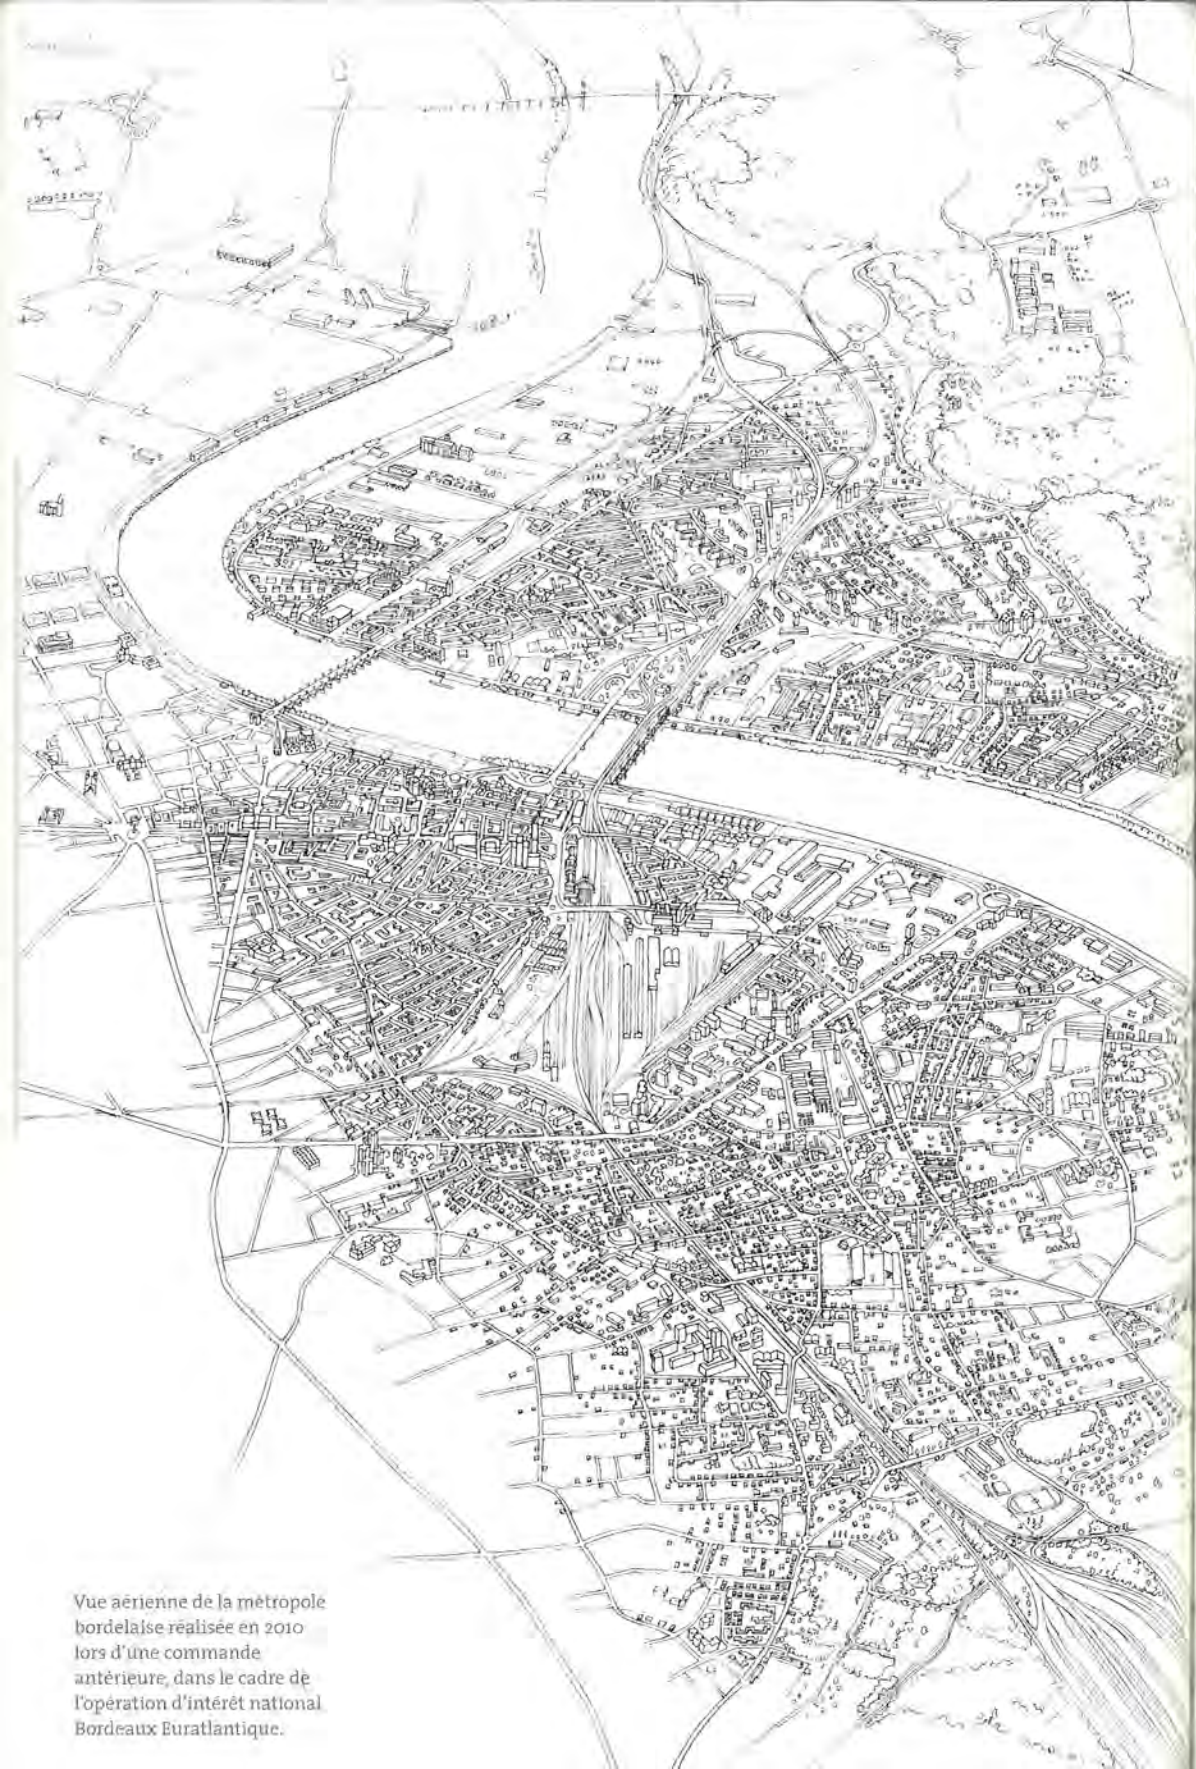 Vue aérienne de la métropole
bordelaise réalisée en 2010
lors d'une commande
antérieure, dans le cadre de
l'opération d'intérêt national
Bordeaux Euratlantique.